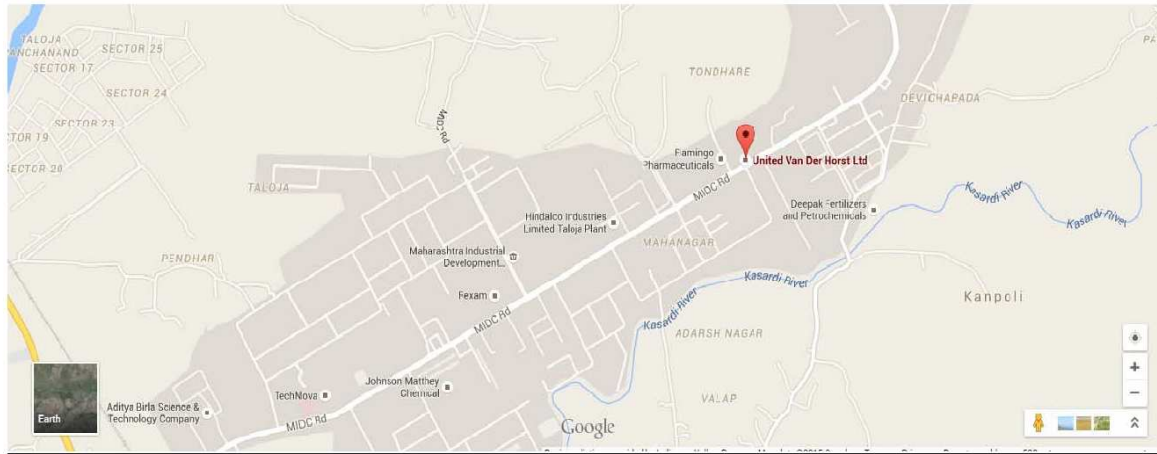 TALOJA
PANCHANAND
SECTOR 25
SECTOR 17
SECTOR 24
SECTOR 23
SECTOR 20
TALOJA
PENDHAR
MIDC Rd
TONDHARE
DEVICHAPADA
Flamingo
Pharmaceuticals
United Van Der Horst Ltd
MIDC Rd
Deepak Fertilizers
and Petrochemicals
Kasardi River
Kasardi River
Hindalco Industries
Limited Taloja Plant
MAHANAGAR
Maharashtra Industrial
Development...
Kasardi River
Kanpoli
Fexam
MIDC Rd
Kasardi River
ADARSH NAGAR
Johnson Matthey
Chemical
TechNova
VALAP
Aditya Birla Science &
Technology Company
MIDC Rd
Earth
Google